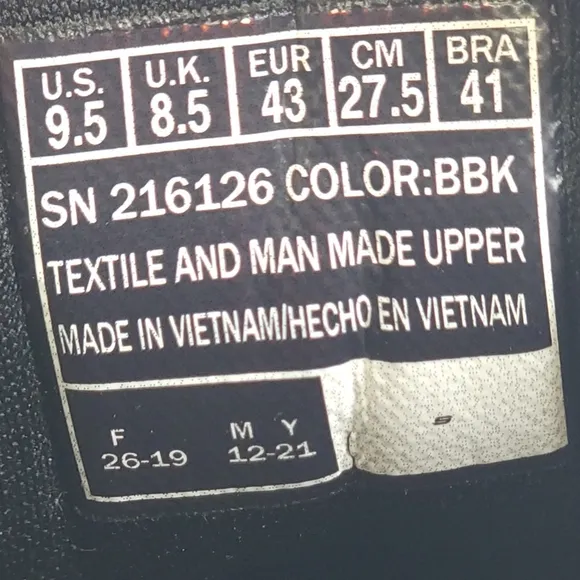 U.S. U.K. EUR CM BRA
9.5 8.5 43 27.5 41
SN 216126 COLOR:BBK
TEXTILE AND MAN MADE UPPER
MADE IN VIETNAM/HECHO EN VIETNAM
F M Y
26-19 12-21